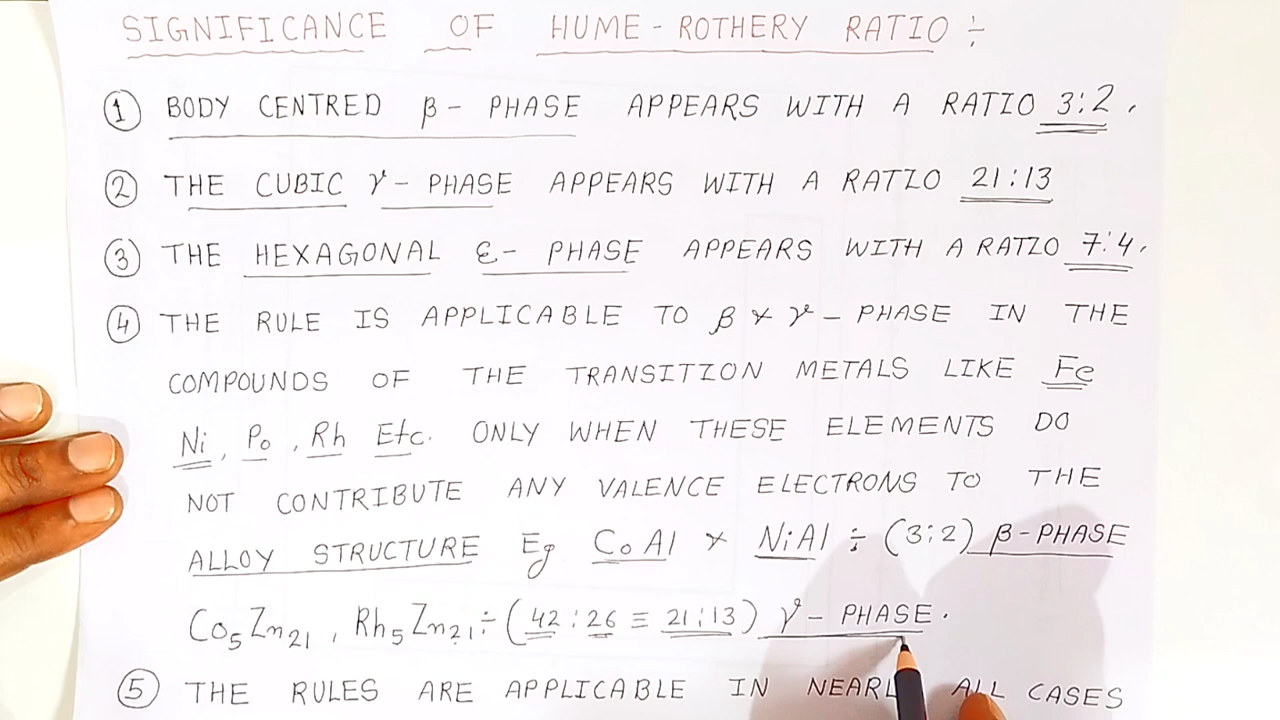 SIGNIFICANCE OF HUME-ROTHERY RATIO ÷
① BODY CENTRED β- PHASE APPEARS WITH A RATIO 3:2.
② THE CUBIC γ- PHASE APPEARS WITH A RATIO 21:13
③ THE HEXAGONAL ε- PHASE APPEARS WITH A RATIO 7:4.
④ THE RULE IS APPLICABLE TO β & γ- PHASE IN THE
COMPOUNDS OF THE TRANSITION METALS LIKE Fe
Ni, Po, Rh Etc. ONLY WHEN THESE ELEMENTS DO
NOT CONTRIBUTE ANY VALENCE ELECTRONS TO THE
ALLOY STRUCTURE Eg CoAl & NiAl ÷ (3:2) β-PHASE
Co₅Zn₂₁, Rh₅Zn₂₁ ÷ (42:26 ≡ 21:13) γ- PHASE.
⑤ THE RULES ARE APPLICABLE IN NEARL ALL CASES